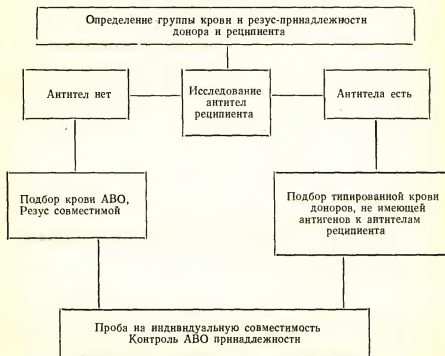 Определение группы крови и резус-принадлежности
донора и реципиента
Антител нет
Исследование
антител
реципиента
Антитела есть
Подбор крови АВО,
Резус совместимой
Подбор типированной крови
доноров, не имеющей
антигенов к антителам
реципиента
Проба на индивидуальную совместимость
Контроль АВО принадлежности